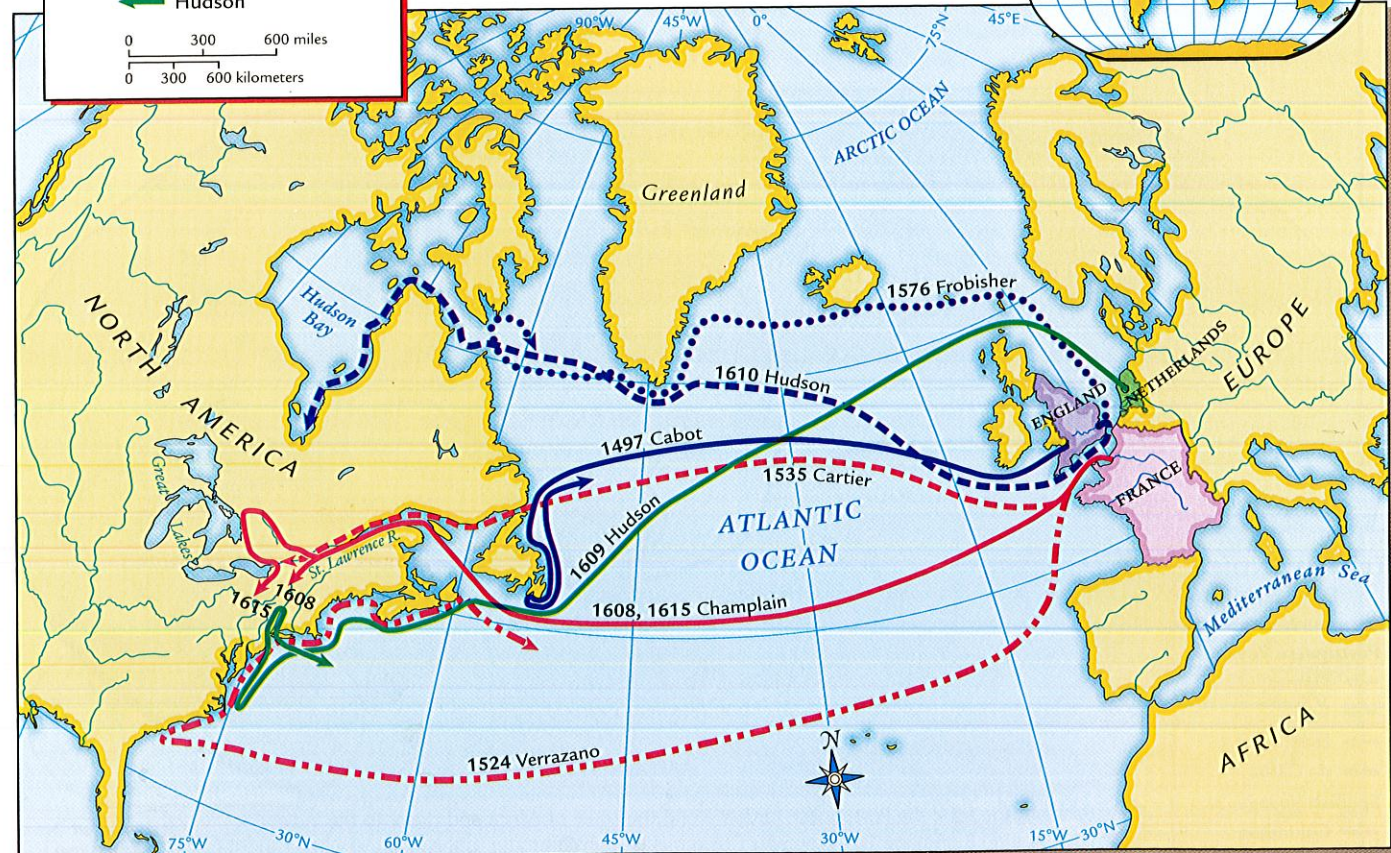 Hudson
0 300 600 miles
0 300 600 kilometers
90°W
45°W
0°
75°N
45°E
ARCTIC OCEAN
Greenland
1576 Frobisher
Hudson
Bay
NORTH AMERICA
1610 Hudson
ENGLAND
NETHERLANDS
EUROPE
1497 Cabot
1535 Cartier
FRANCE
Great
Lakes
St. Lawrence R.
1609 Hudson
ATLANTIC
OCEAN
1608
1615
1608, 1615 Champlain
Mediterranean Sea
1524 Verrazano
N
AFRICA
75°W
30°N
60°W
45°W
30°W
15°W
30°N